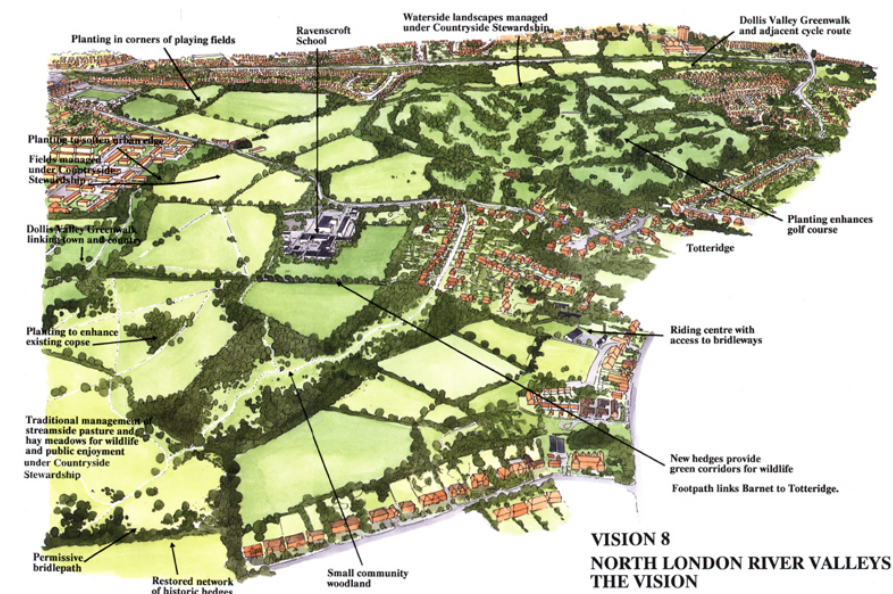 Waterside landscapes managed
under Countryside Stewardship
Dollis Valley Greenwalk
and adjacent cycle route
Ravenscroft
School
Planting in corners of playing fields
Planting to soften urban edge
Fields managed
under Countryside
Stewardship
Dollis Valley Greenwalk
linking town and country
Planting enhances
golf course
Totteridge
Planting to enhance
existing copse
Riding centre with
access to bridleways
Traditional management of
streamside pasture and
hay meadows for wildlife
and public enjoyment
under Countryside
Stewardship
New hedges provide
green corridors for wildlife
Footpath links Barnet to Totteridge.
Permissive
bridlepath
Restored network
of historic hedges
Small community
woodland
VISION 8
NORTH LONDON RIVER VALLEYS
THE VISION